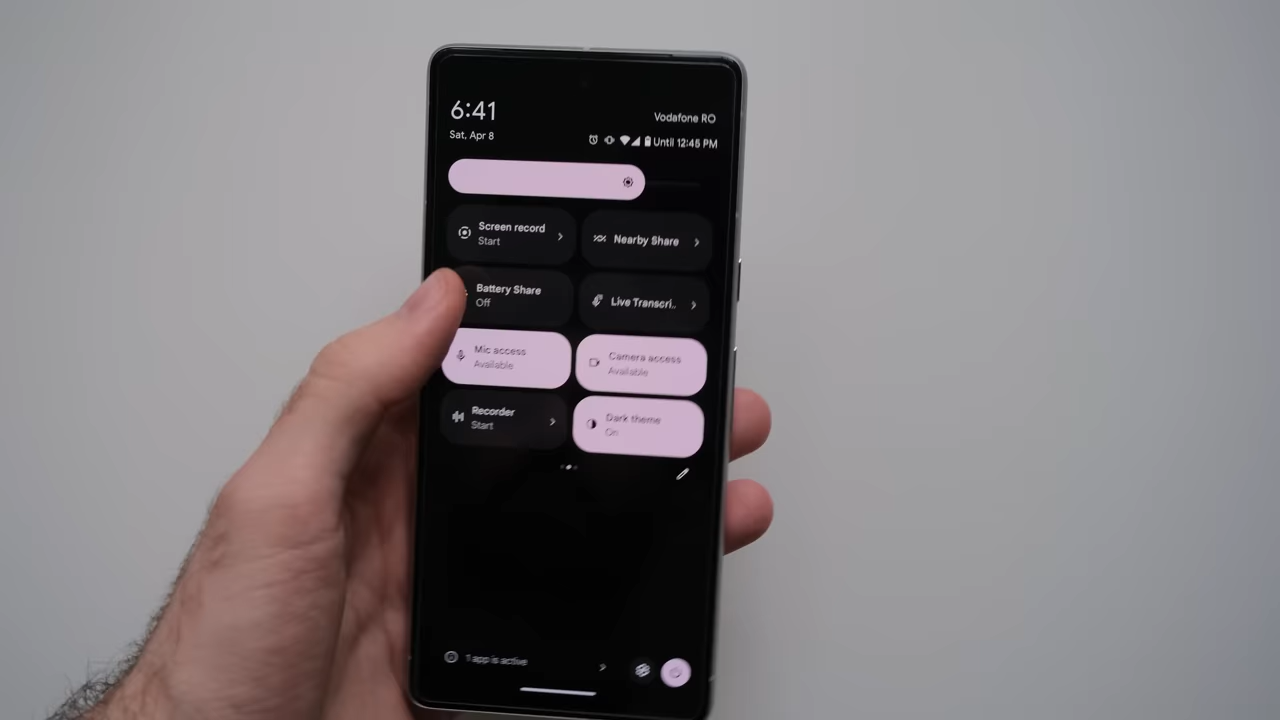 6:41
Vodafone RO
Sat, Apr 8
Until 12:45 PM
Screen record
Start
Nearby Share
Battery Share
Off
Live Transcri..
Mic access
Available
Camera access
Available
Recorder
Start
Dark theme
On
1 app is active